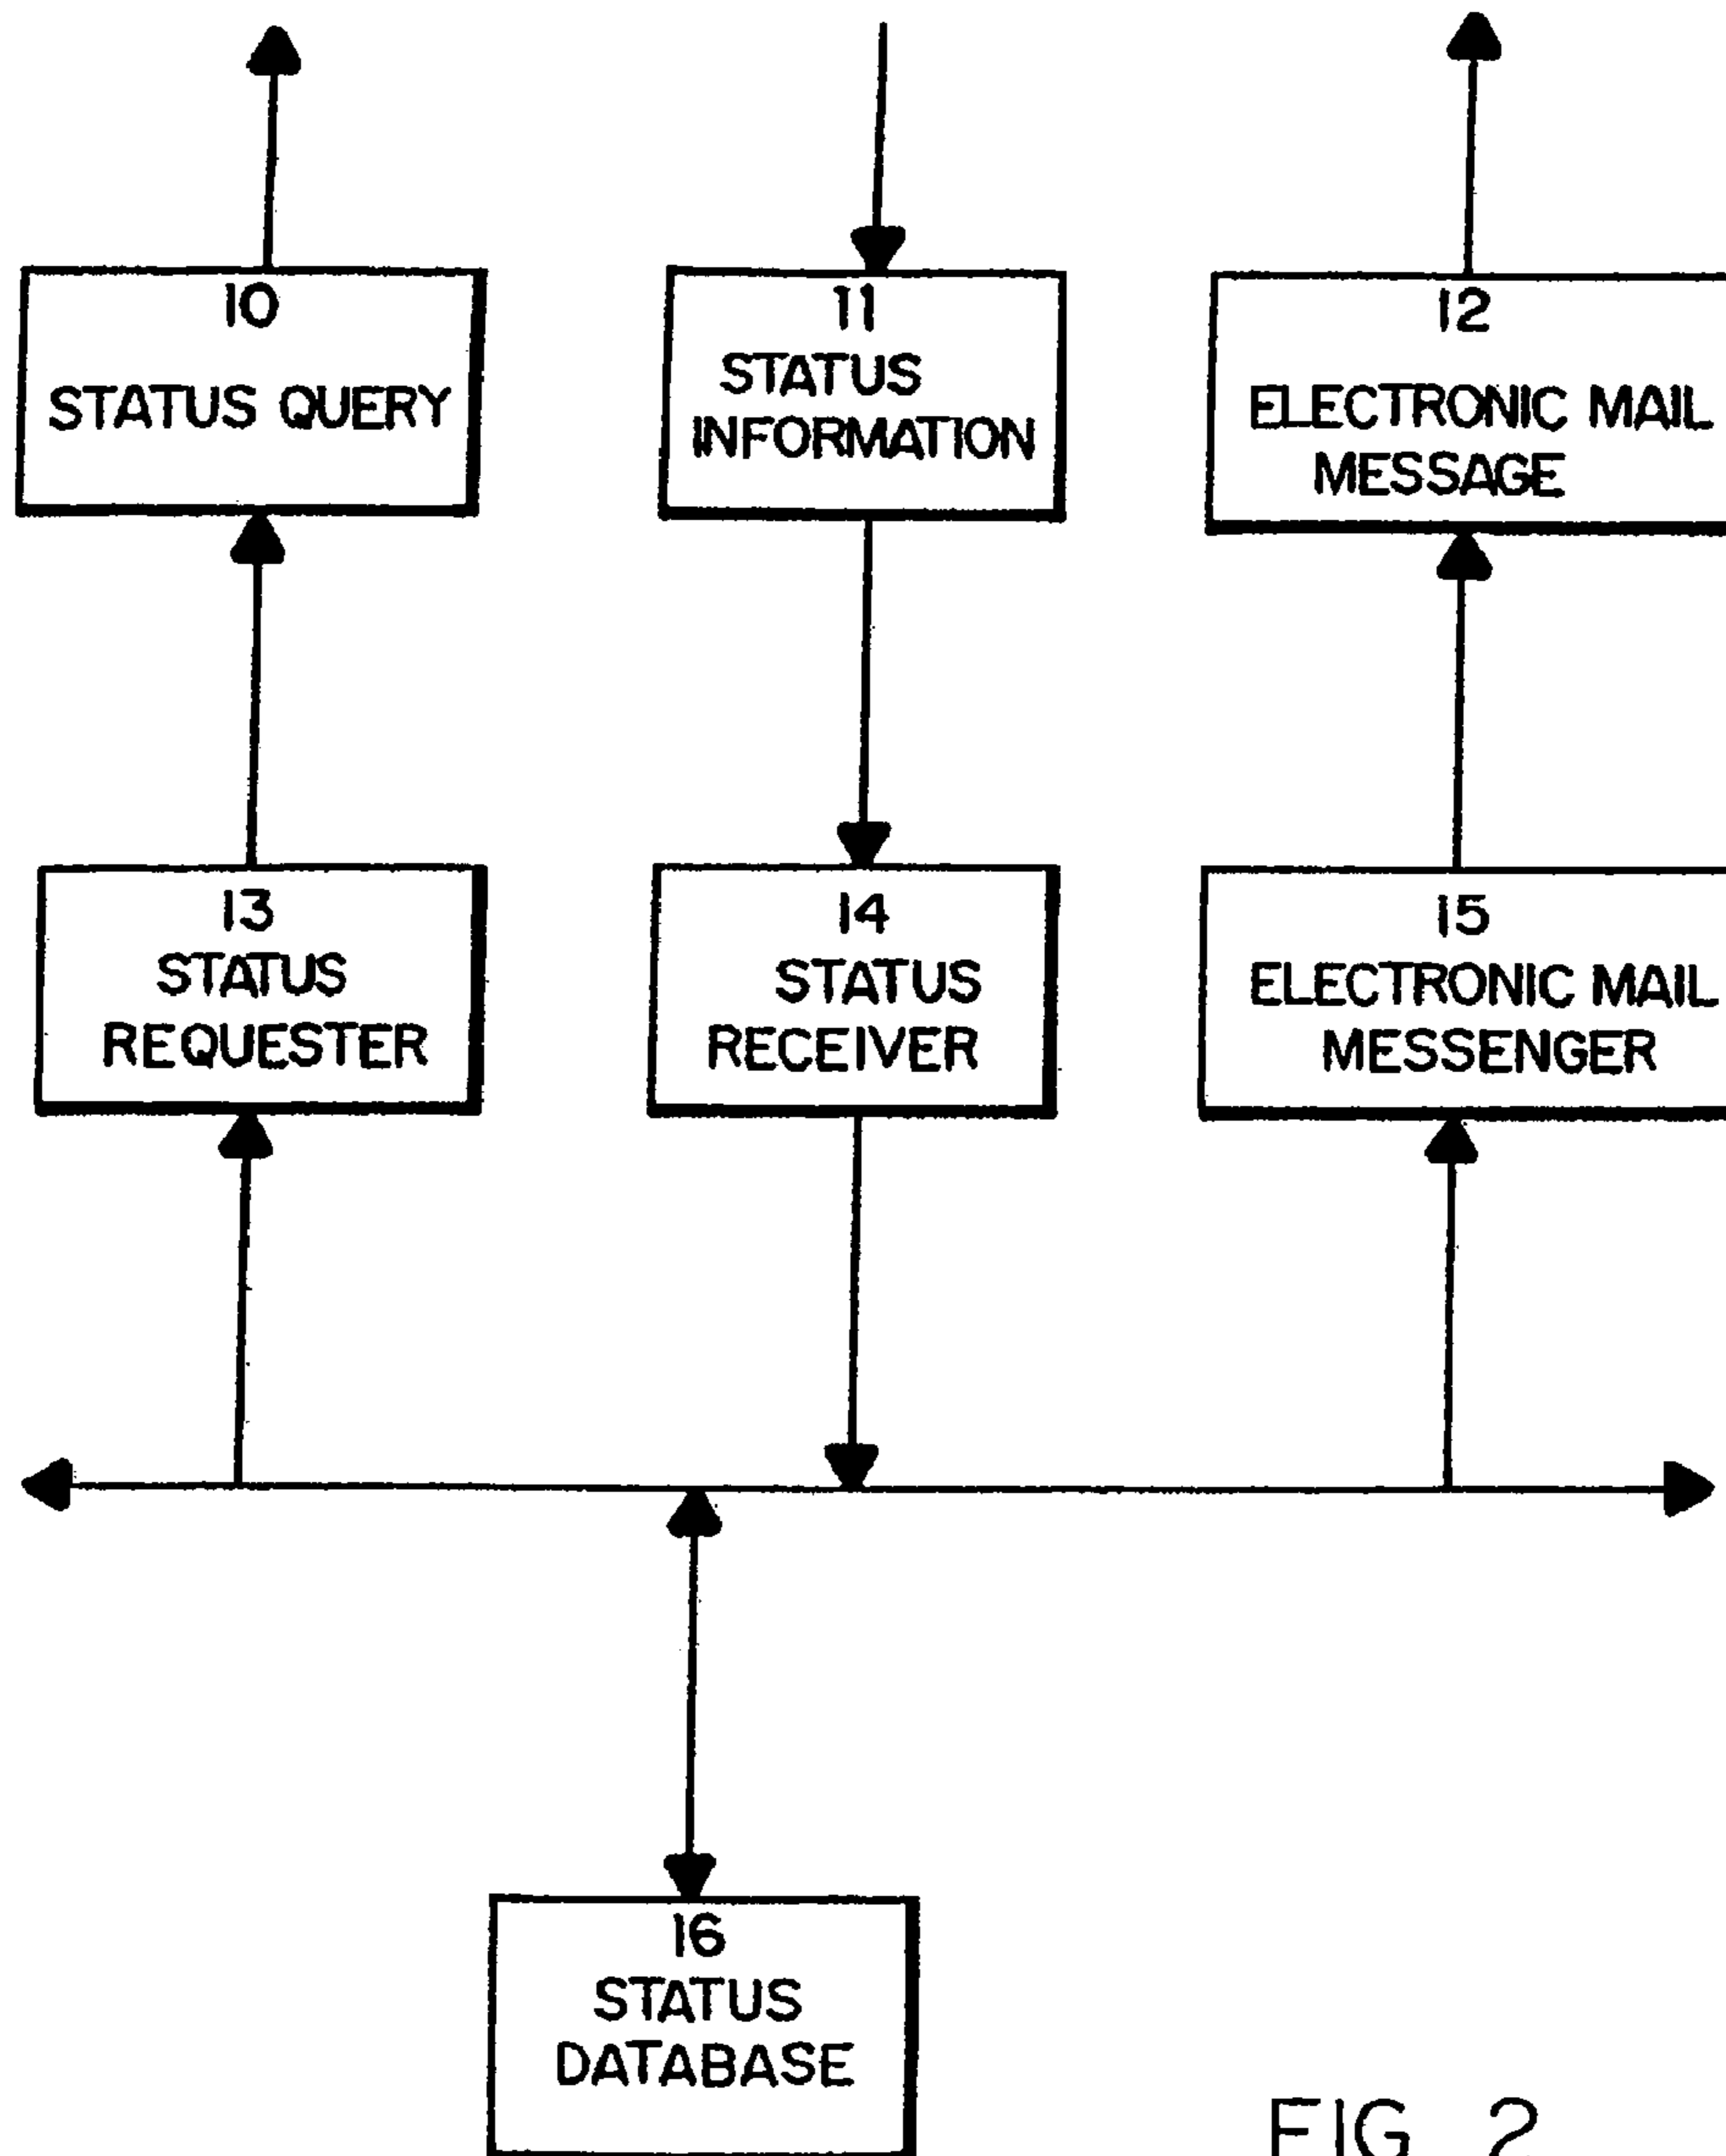 10
STATUS QUERY
11
STATUS
INFORMATION
12
ELECTRONIC MAIL
MESSAGE
13
STATUS
REQUESTER
14
STATUS
RECEIVER
15
ELECTRONIC MAIL
MESSENGER
16
STATUS
DATABASE
FIG. 2